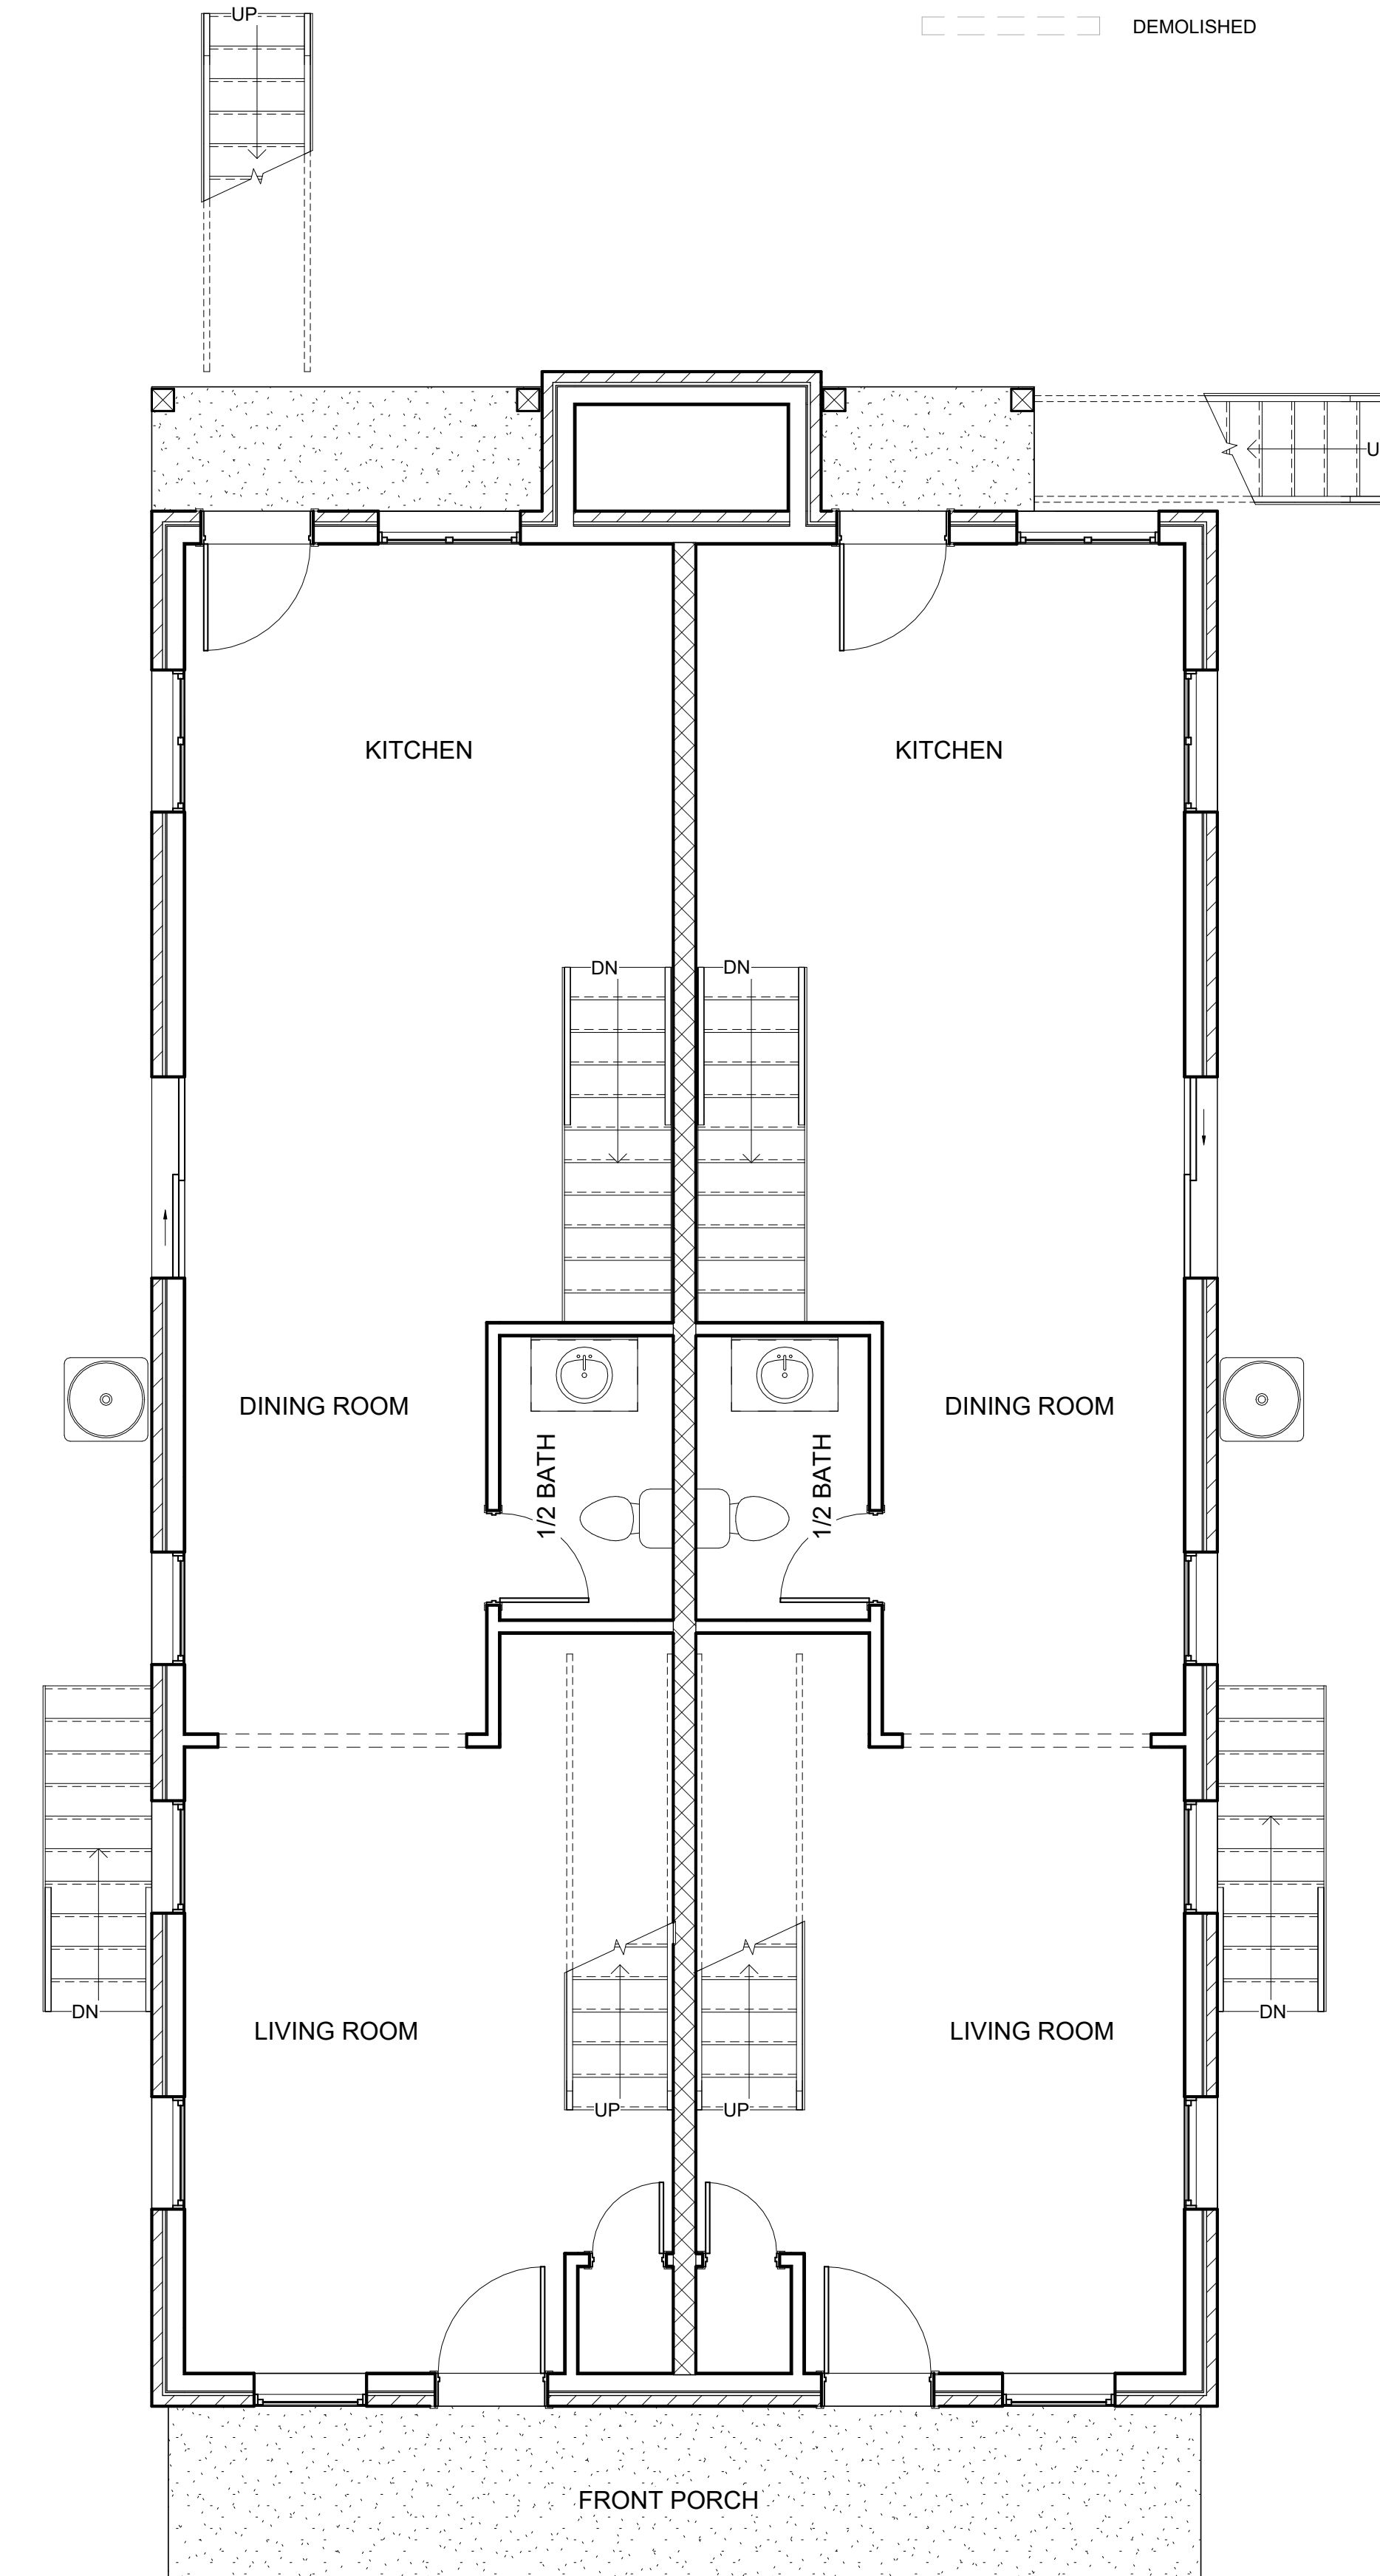 UP
DEMOLISHED
U
KITCHEN
KITCHEN
DN
DN
DINING ROOM
DINING ROOM
1/2 BATH
1/2 BATH
DN
DN
LIVING ROOM
LIVING ROOM
UP
UP
FRONT PORCH